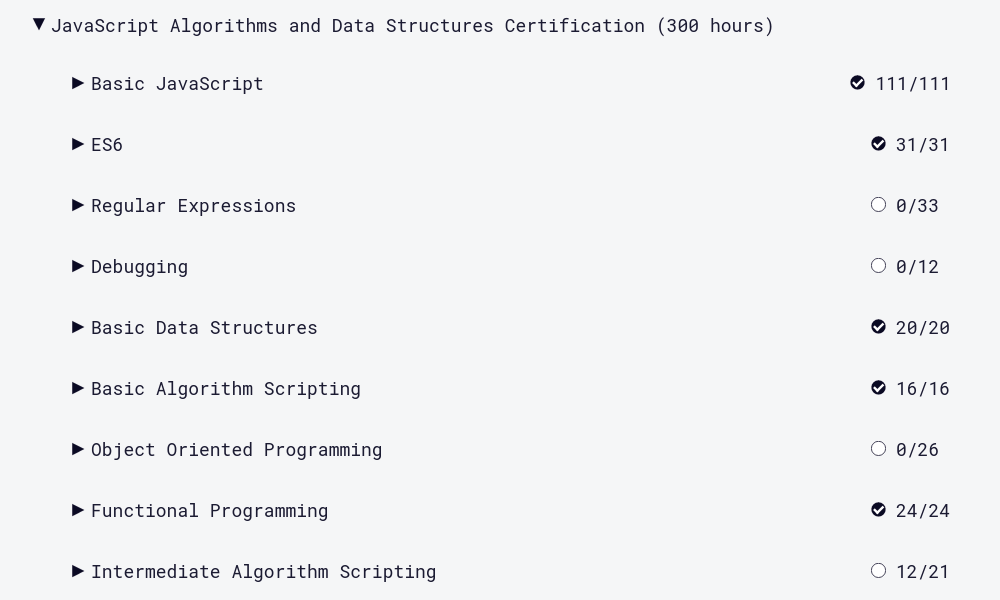 JavaScript Algorithms and Data Structures Certification (300 hours)
Basic JavaScript 111/111
ES6 31/31
Regular Expressions 0/33
Debugging 0/12
Basic Data Structures 20/20
Basic Algorithm Scripting 16/16
Object Oriented Programming 0/26
Functional Programming 24/24
Intermediate Algorithm Scripting 12/21